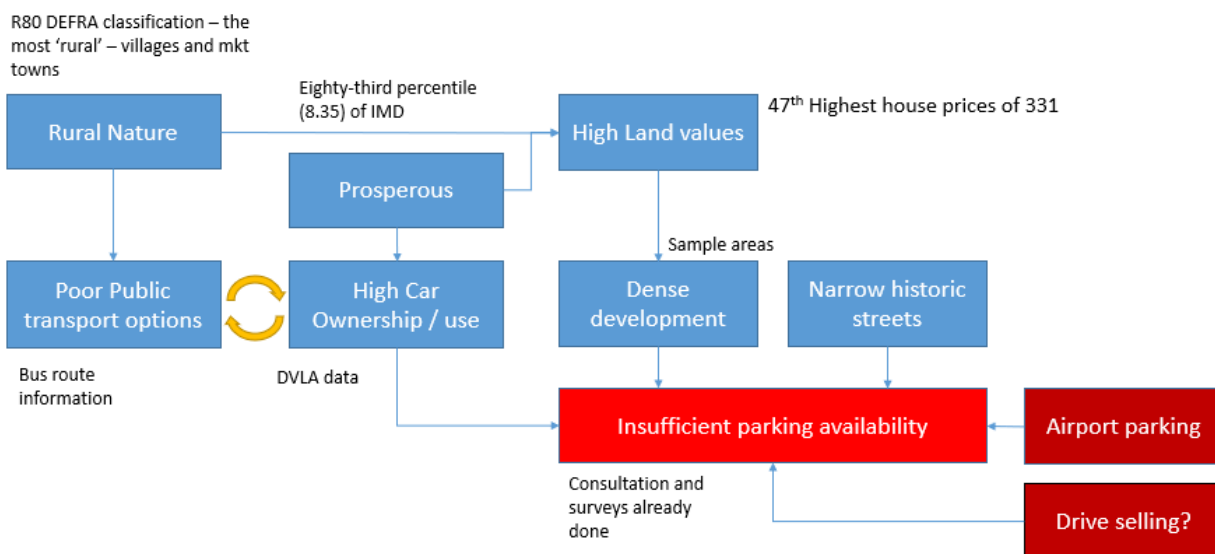 R80 DEFRA classification – the
most ‘rural’ – villages and mkt
towns
Eighty-third percentile
(8.35) of IMD
47th Highest house prices of 331
Rural Nature
High Land values
Prosperous
Sample areas
Poor Public
transport options
High Car
Ownership / use
Dense
development
Narrow historic
streets
Bus route
information
DVLA data
Insufficient parking availability
Airport parking
Consultation and
surveys already
done
Drive selling?